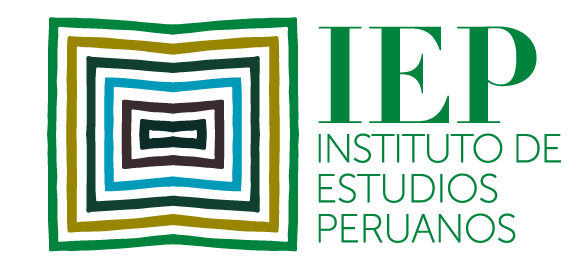 IEP
INSTITUTO DE
ESTUDIOS
PERUANOS